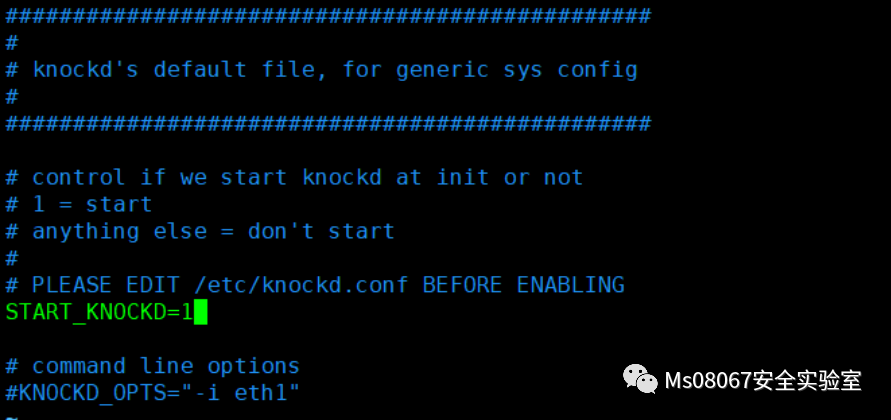 ################################################
#
# knockd's default file, for generic sys config
#
################################################
# control if we start knockd at init or not
# 1 = start
# anything else = don't start
#
# PLEASE EDIT /etc/knockd.conf BEFORE ENABLING
START_KNOCKD=1
# command line options
#KNOCKD_OPTS="-i eth1"
~
Ms08067安全实验室